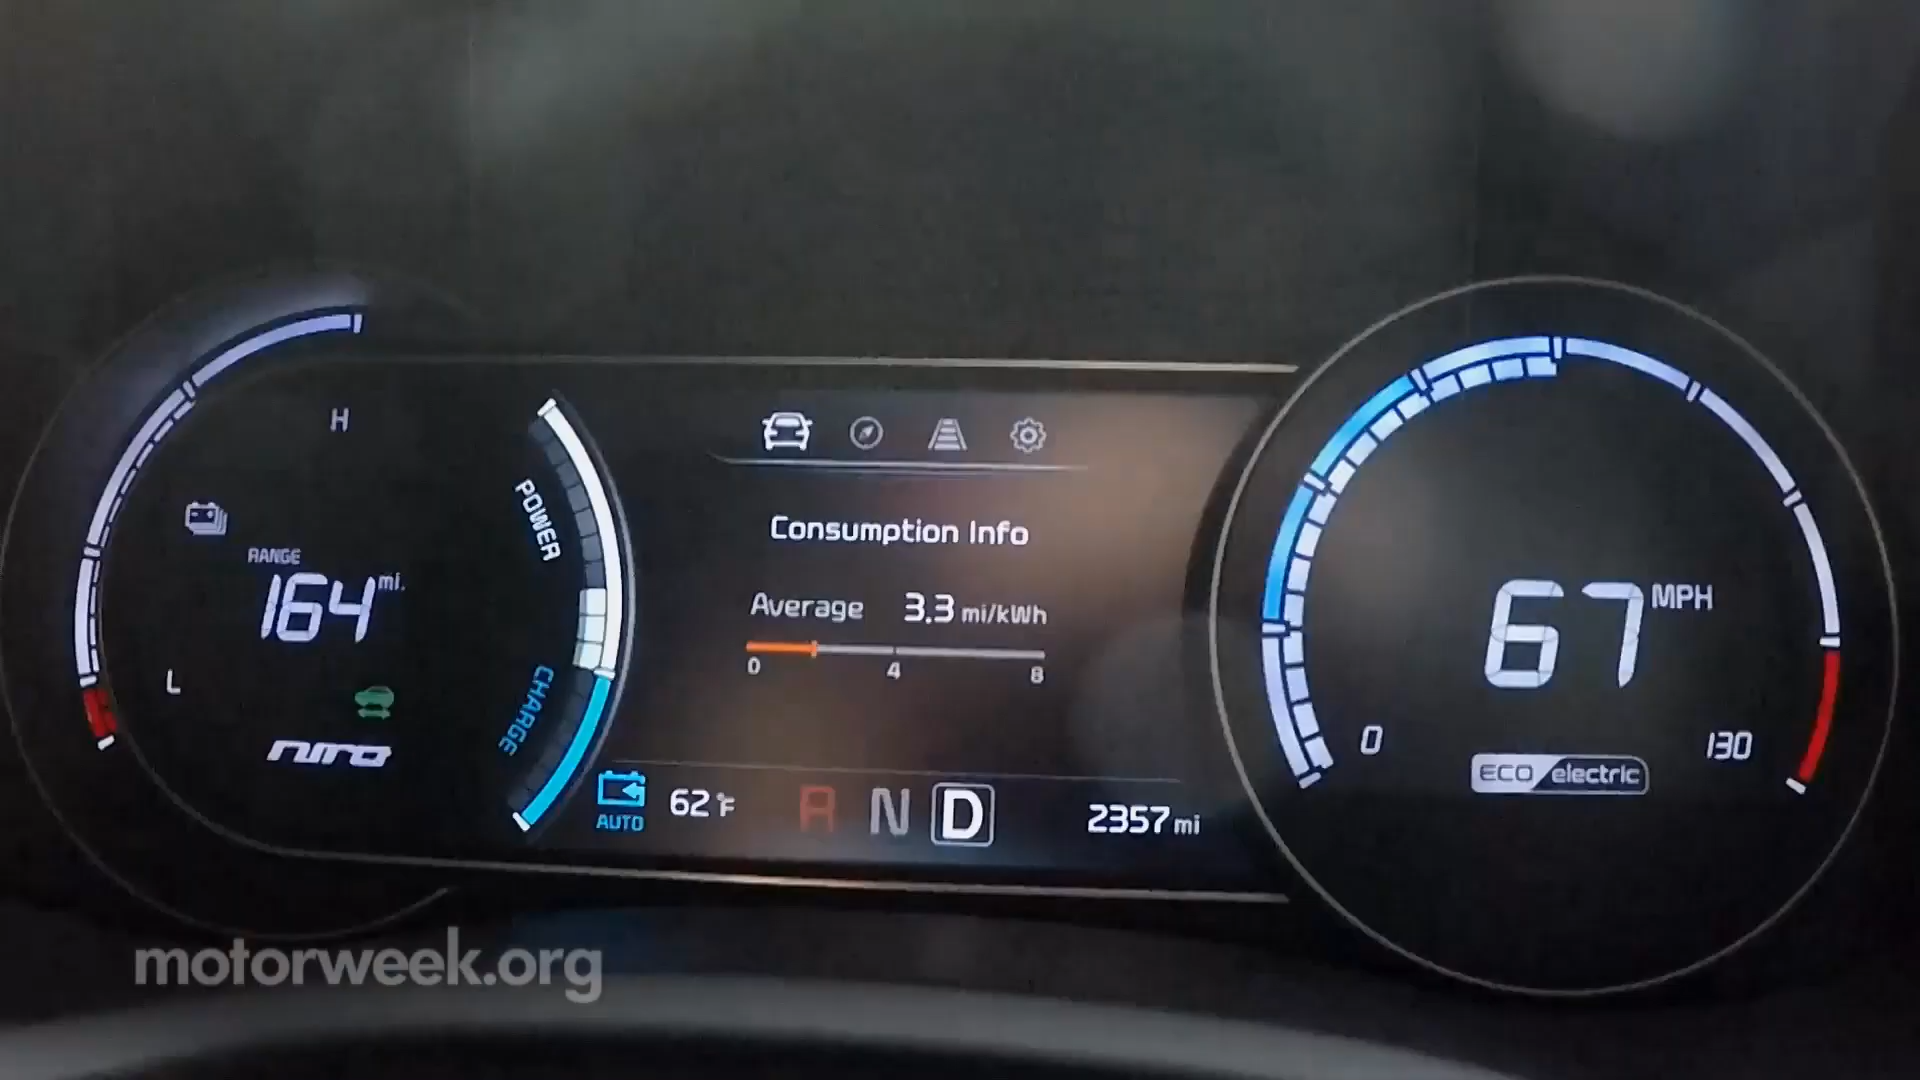 H
RANGE
164 mi.
L
niro
POWER
CHARGE
Consumption Info
Average 3.3 mi/kWh
0 4 8
AUTO 62°F R N D 2357 mi
67 MPH
0 130
ECO electric
motorweek.org